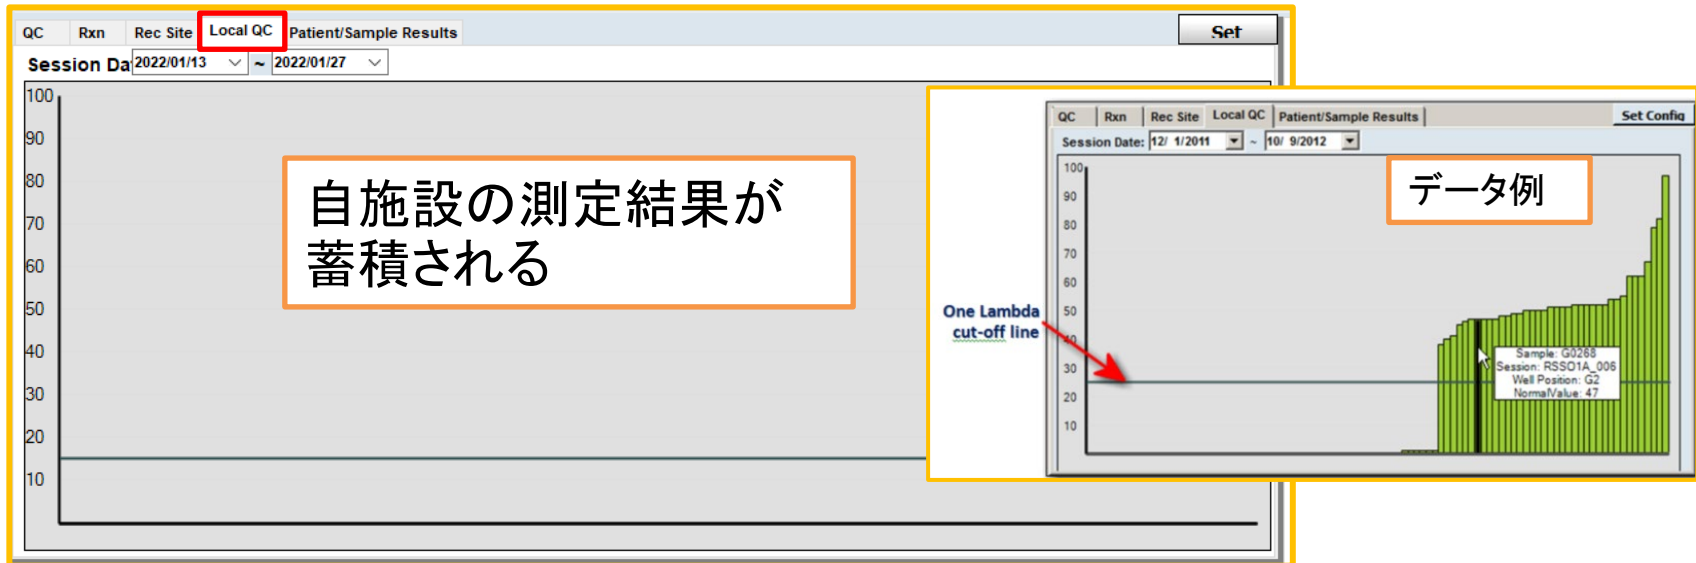 QC Rxn Rec Site Local QC Patient/Sample Results Set
Session Da 2022/01/13 ~ 2022/01/27
100
90
80
70
60
50
40
30
20
10
自施設の測定結果が
蓄積される
QC Rxn Rec Site Local QC Patient/Sample Results Set Config
Session Date: 12/ 1/2011 ~ 10/ 9/2012
データ例
100
90
80
70
60
50
40
30
20
10
One Lambda
cut-off line
Sample: G0268
Session: RSSO1A_006
Well Position: G2
NormalValue: 47